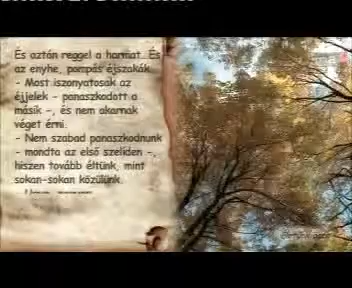 És aztán reggel a harmat. És
az enyhe, pompás éjszakák.
- Most iszonyatosak az
éjjelek - panaszkodott a
másik -, és nem akarnak
véget érni.
- Nem szabad panaszkodnunk
- mondta az első szelíden -,
hiszen tovább éltünk, mint
sokan-sokan közülünk.